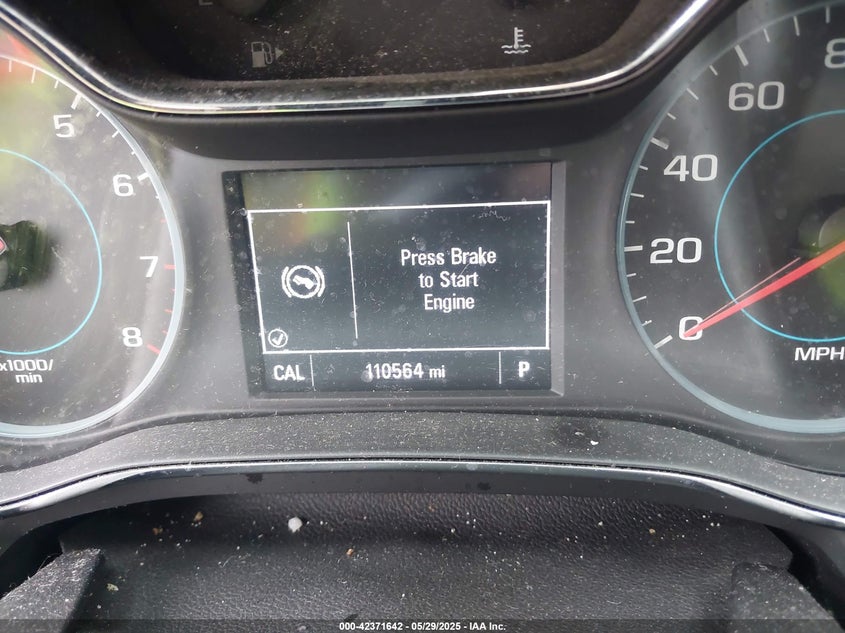 5
6
7
8
x1000/
min
Press Brake
to Start
Engine
CAL 110564 mi P
60
40
20
0
MPH
000-42371642 - 05/29/2025 - IAA Inc.